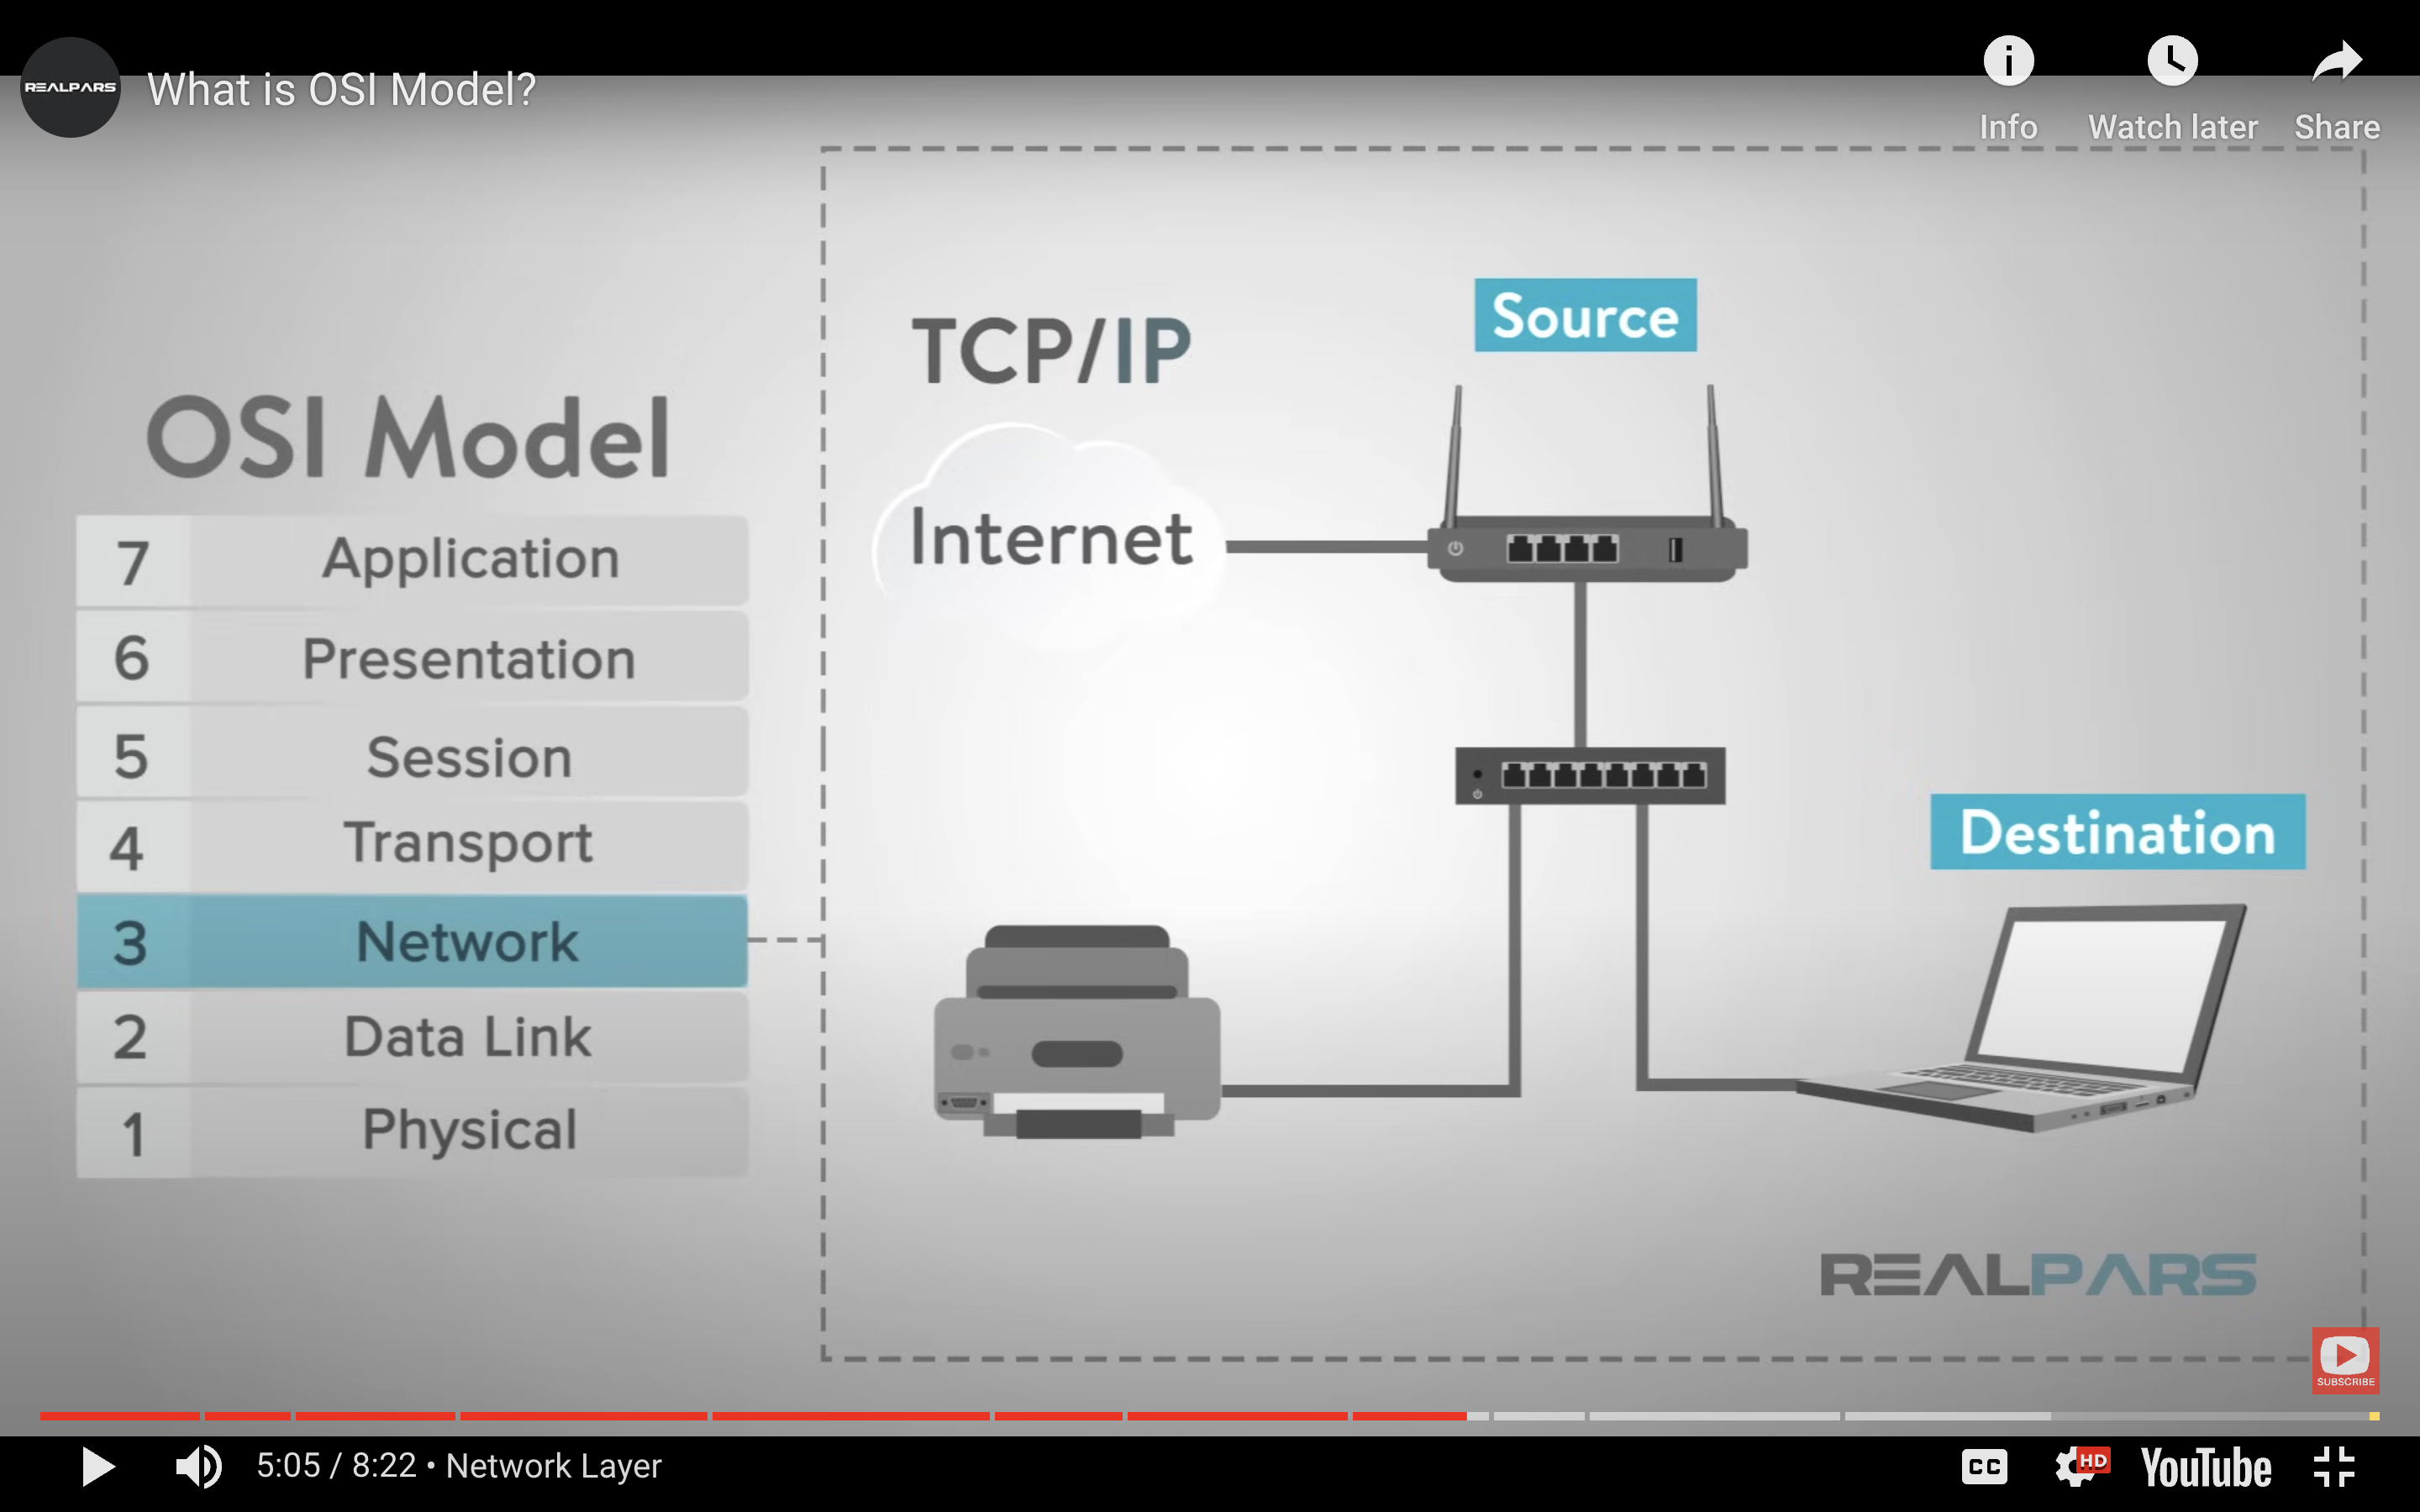 REALPARS
What is OSI Model?
Info
Watch later
Share
OSI Model
7 Application
6 Presentation
5 Session
4 Transport
3 Network
2 Data Link
1 Physical
TCP/IP
Internet
Source
Destination
REALPARS
SUBSCRIBE
5:05 / 8:22 • Network Layer
CC
HD
YouTube